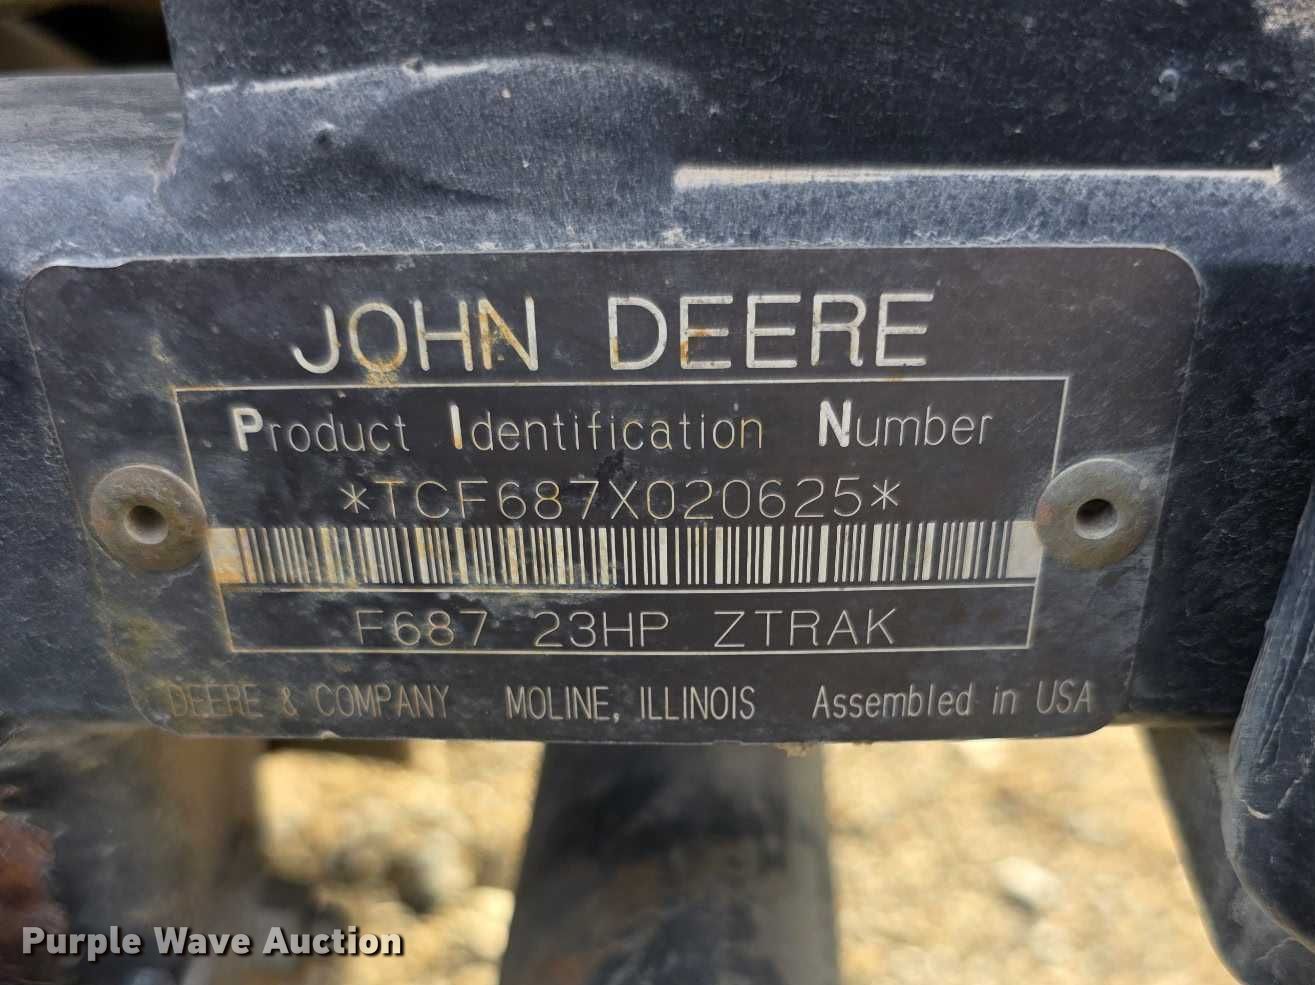 JOHN DEERE
Product Identification Number
*TCF687X020625*
F687 23HP ZTRAK
DEERE & COMPANY MOLINE, ILLINOIS Assembled in USA
Purple Wave Auction